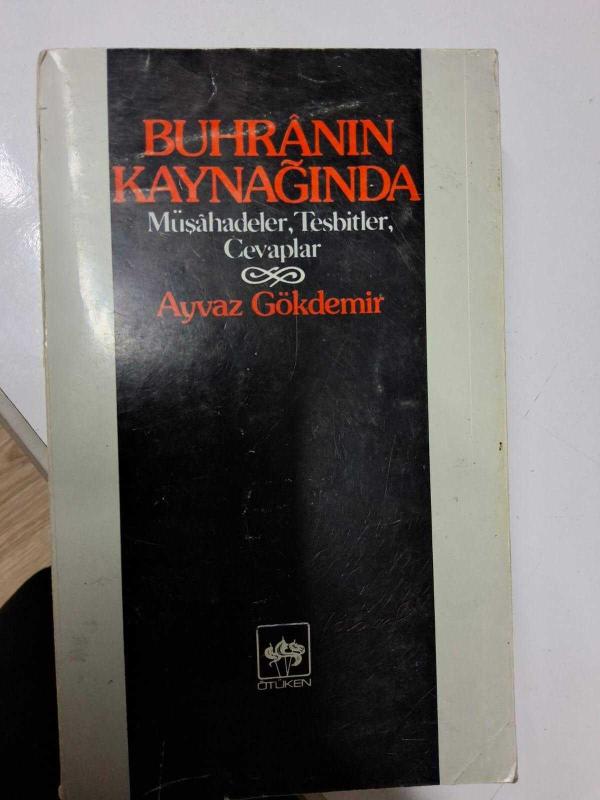 BUHRÂNIN
KAYNAĞINDA
Müşâhadeler, Tesbitler,
Cevaplar
Ayvaz Gökdemir
ÖTÜKEN